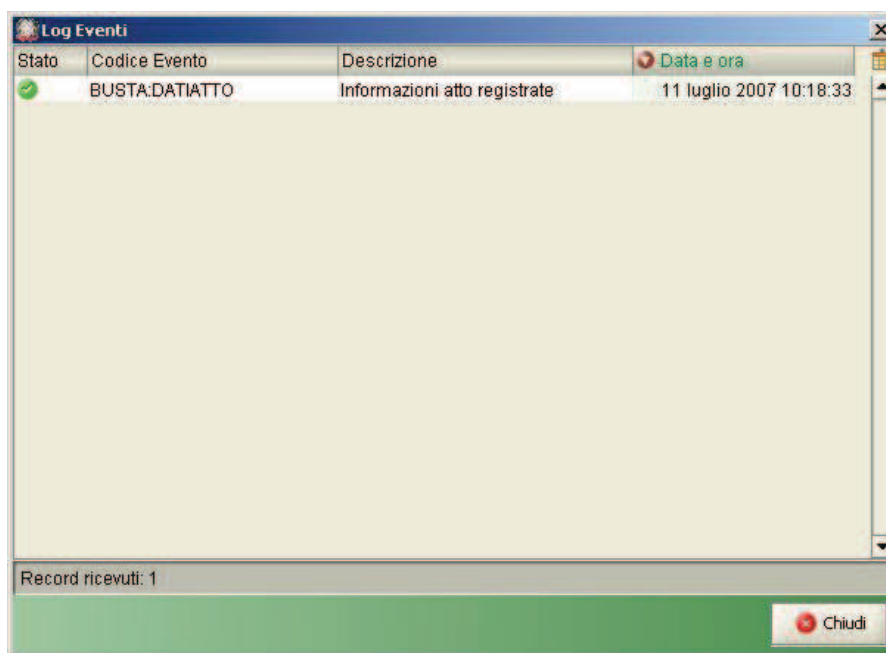 Log Eventi
Stato Codice Evento Descrizione Data e ora
BUSTA:DATIATTO Informazioni atto registrate 11 luglio 2007 10:18:33
Record ricevuti: 1
Chiudi